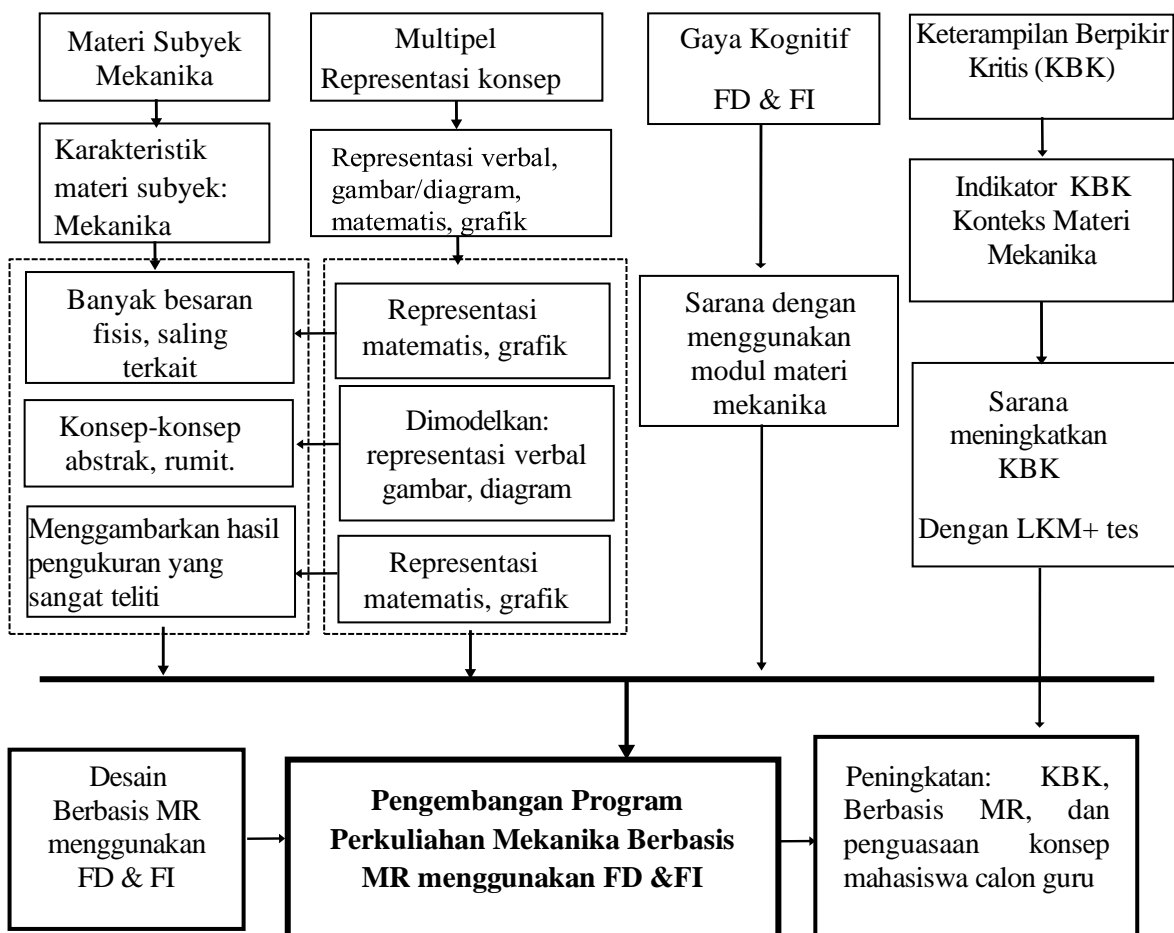 Materi Subyek
Mekanika
Multipel
Representasi konsep
Gaya Kognitif
FD & FI
Keterampilan Berpikir
Kritis (KBK)
Karakteristik
materi subyek:
Mekanika
Representasi verbal,
gambar/diagram,
matematis, grafik
Indikator KBK
Konteks Materi
Mekanika
Banyak besaran
fisis, saling
terkait
Representasi
matematis, grafik
Sarana dengan
menggunakan
modul materi
mekanika
Konsep-konsep
abstrak, rumit.
Dimodelkan:
representasi verbal
gambar, diagram
Sarana
meningkatkan
KBK
Dengan LKM+ tes
Menggambarkan hasil
pengukuran yang
sangat teliti
Representasi
matematis, grafik
Desain
Berbasis MR
menggunakan
FD & FI
Pengembangan Program
Perkuliahan Mekanika Berbasis
MR menggunakan FD &FI
Peningkatan: KBK,
Berbasis MR, dan
penguasaan konsep
mahasiswa calon guru